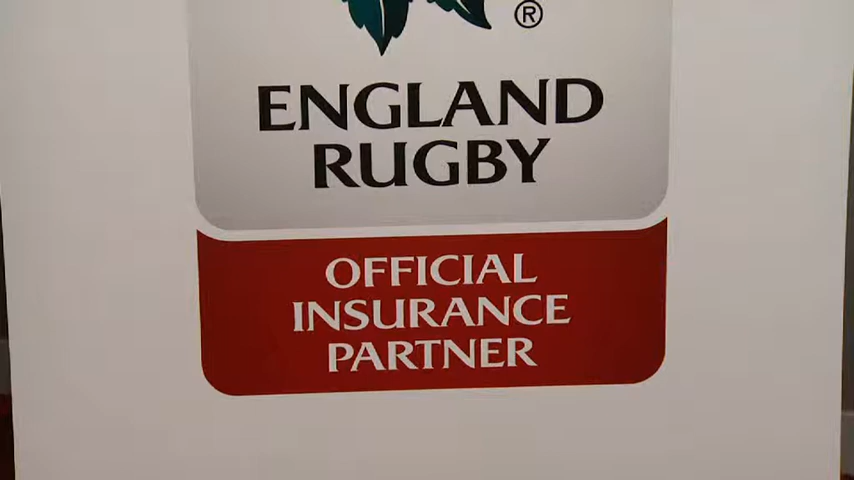 ®
ENGLAND
RUGBY
OFFICIAL
INSURANCE
PARTNER